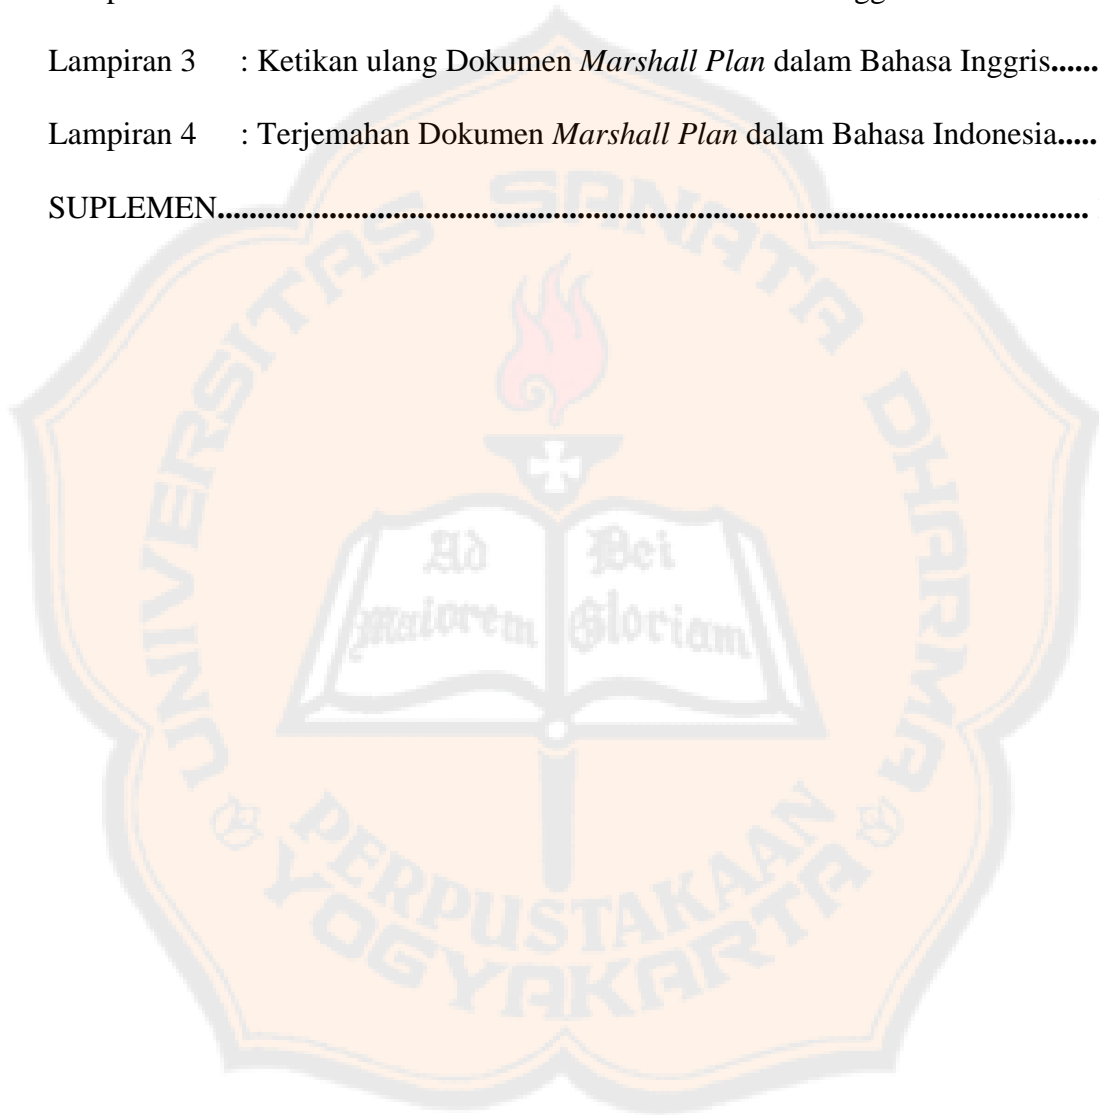 Lampiran 3 : Ketikan ulang Dokumen Marshall Plan dalam Bahasa Inggris......
Lampiran 4 : Terjemahan Dokumen Marshall Plan dalam Bahasa Indonesia.....
SUPLEMEN.............................................................................................................
UNIVERSITAS SANATA DHARMA
Ad Dei
Maiorem Gloriam
PERPUSTAKAAN
YOGYAKARTA